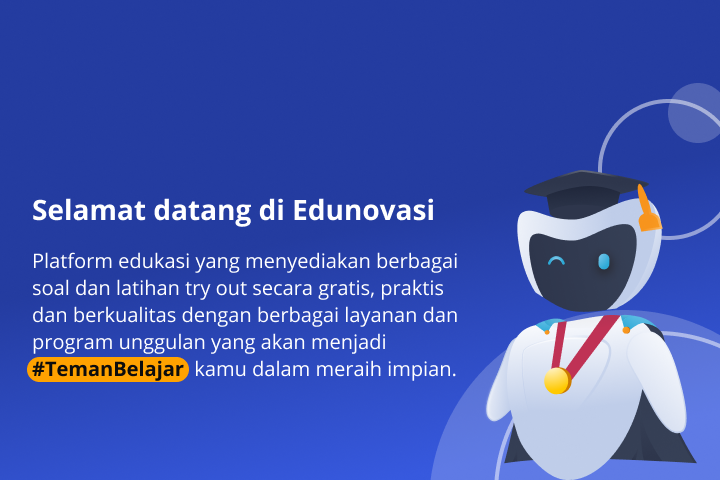 Selamat datang di Edunovasi
Platform edukasi yang menyediakan berbagai
soal dan latihan try out secara gratis, praktis
dan berkualitas dengan berbagai layanan dan
program unggulan yang akan menjadi
#TemanBelajar kamu dalam meraih impian.